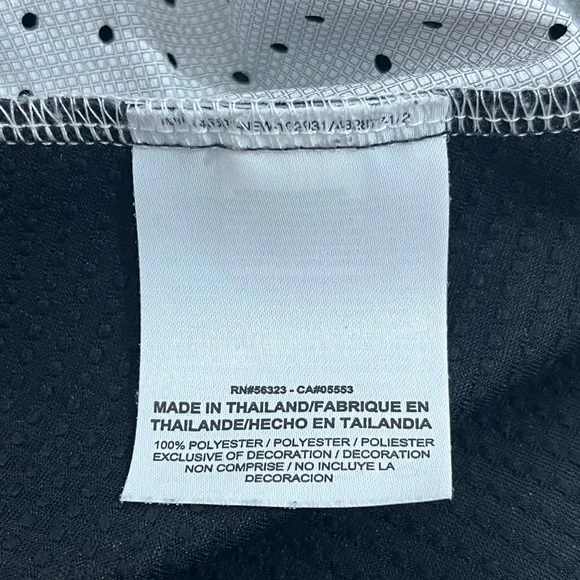 RN#56323 - CA#05553
MADE IN THAILAND/FABRIQUE EN
THAILANDE/HECHO EN TAILANDIA
100% POLYESTER / POLYESTER / POLIESTER
EXCLUSIVE OF DECORATION / DECORATION
NON COMPRISE / NO INCLUYE LA
DECORACION